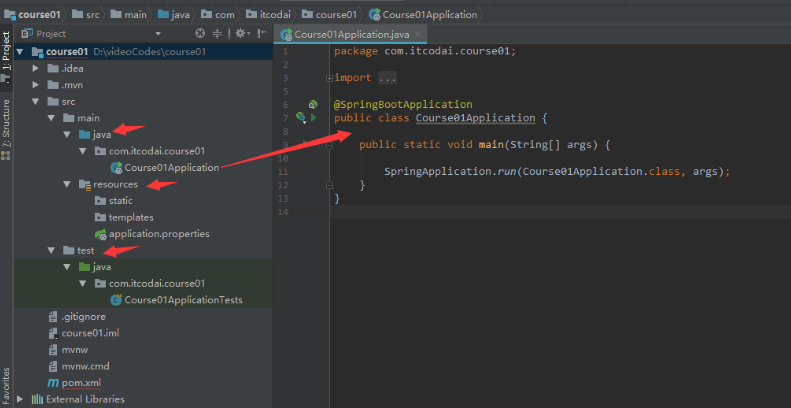 course01 src main java com itcodai course01 Course01Application
Project
Course01Application.java
1: Project
7: Structure
Favorites
course01 D:\videoCodes\course01
.idea
.mvn
src
main
java
com.itcodai.course01
Course01Application
resources
static
templates
application.properties
test
java
com.itcodai.course01
Course01ApplicationTests
.gitignore
course01.iml
mvnw
mvnw.cmd
pom.xml
External Libraries
1 package com.itcodai.course01;
2
3 import ...
5
6 @SpringBootApplication
7 public class Course01Application {
8
9 public static void main(String[] args) {
10
11 SpringApplication.run(Course01Application.class, args);
12 }
13 }
14